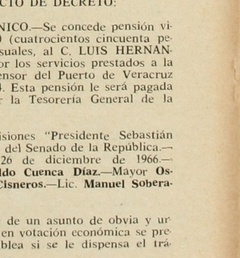 CTO DE DECRETO:
NICO.—Se concede pensión vi-
(cuatrocientos cincuenta pe-
suales, al C. LUIS HERNAN-
or los servicios prestados a la
ensor del Puerto de Veracruz
. Esta pensión le será pagada
r la Tesorería General de la
isiones "Presidente Sebastián
del Senado de la República.—
26 de diciembre de 1966.—
ldo Cuenca Díaz.—Mayor Os-
Cisneros.—Lic. Manuel Sobera-
e de un asunto de obvia y ur-
en votación económica se pre-
blea si se le dispensa el trá-